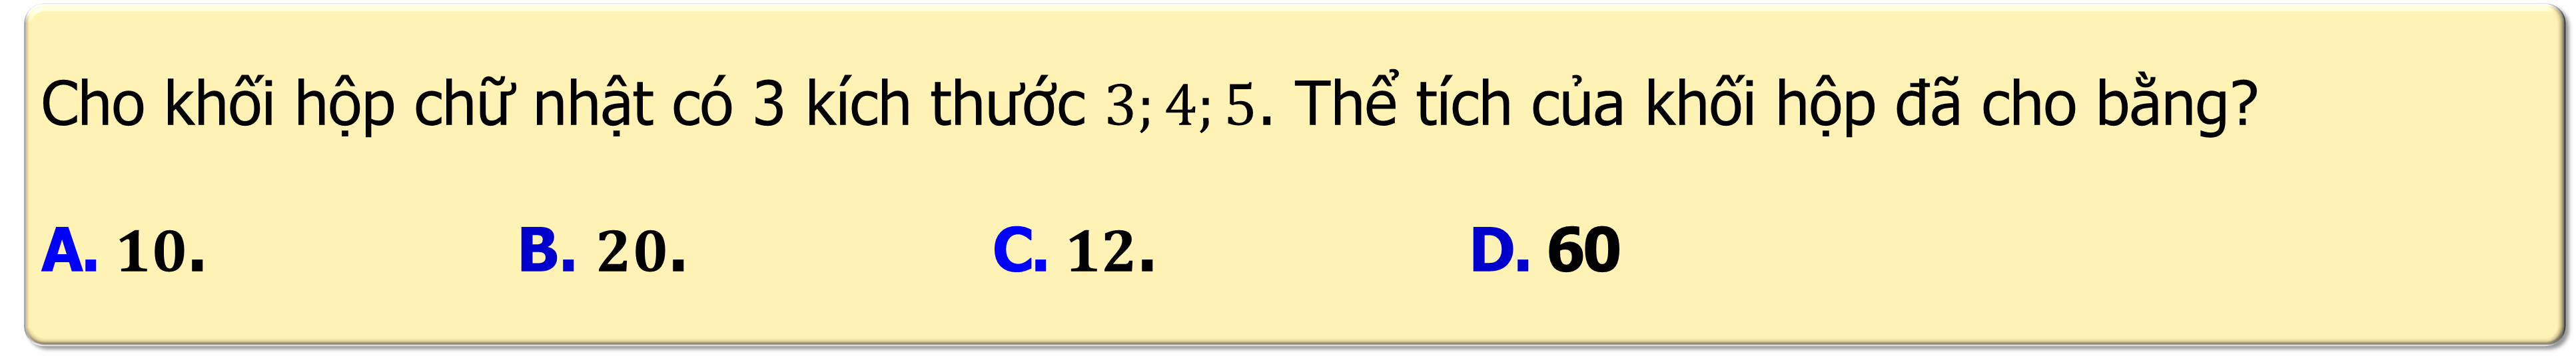 Cho khối hộp chữ nhật có 3 kích thước 3; 4; 5. Thể tích của khối hộp đã cho bằng?
A. 10. B. 20. C. 12. D. 60